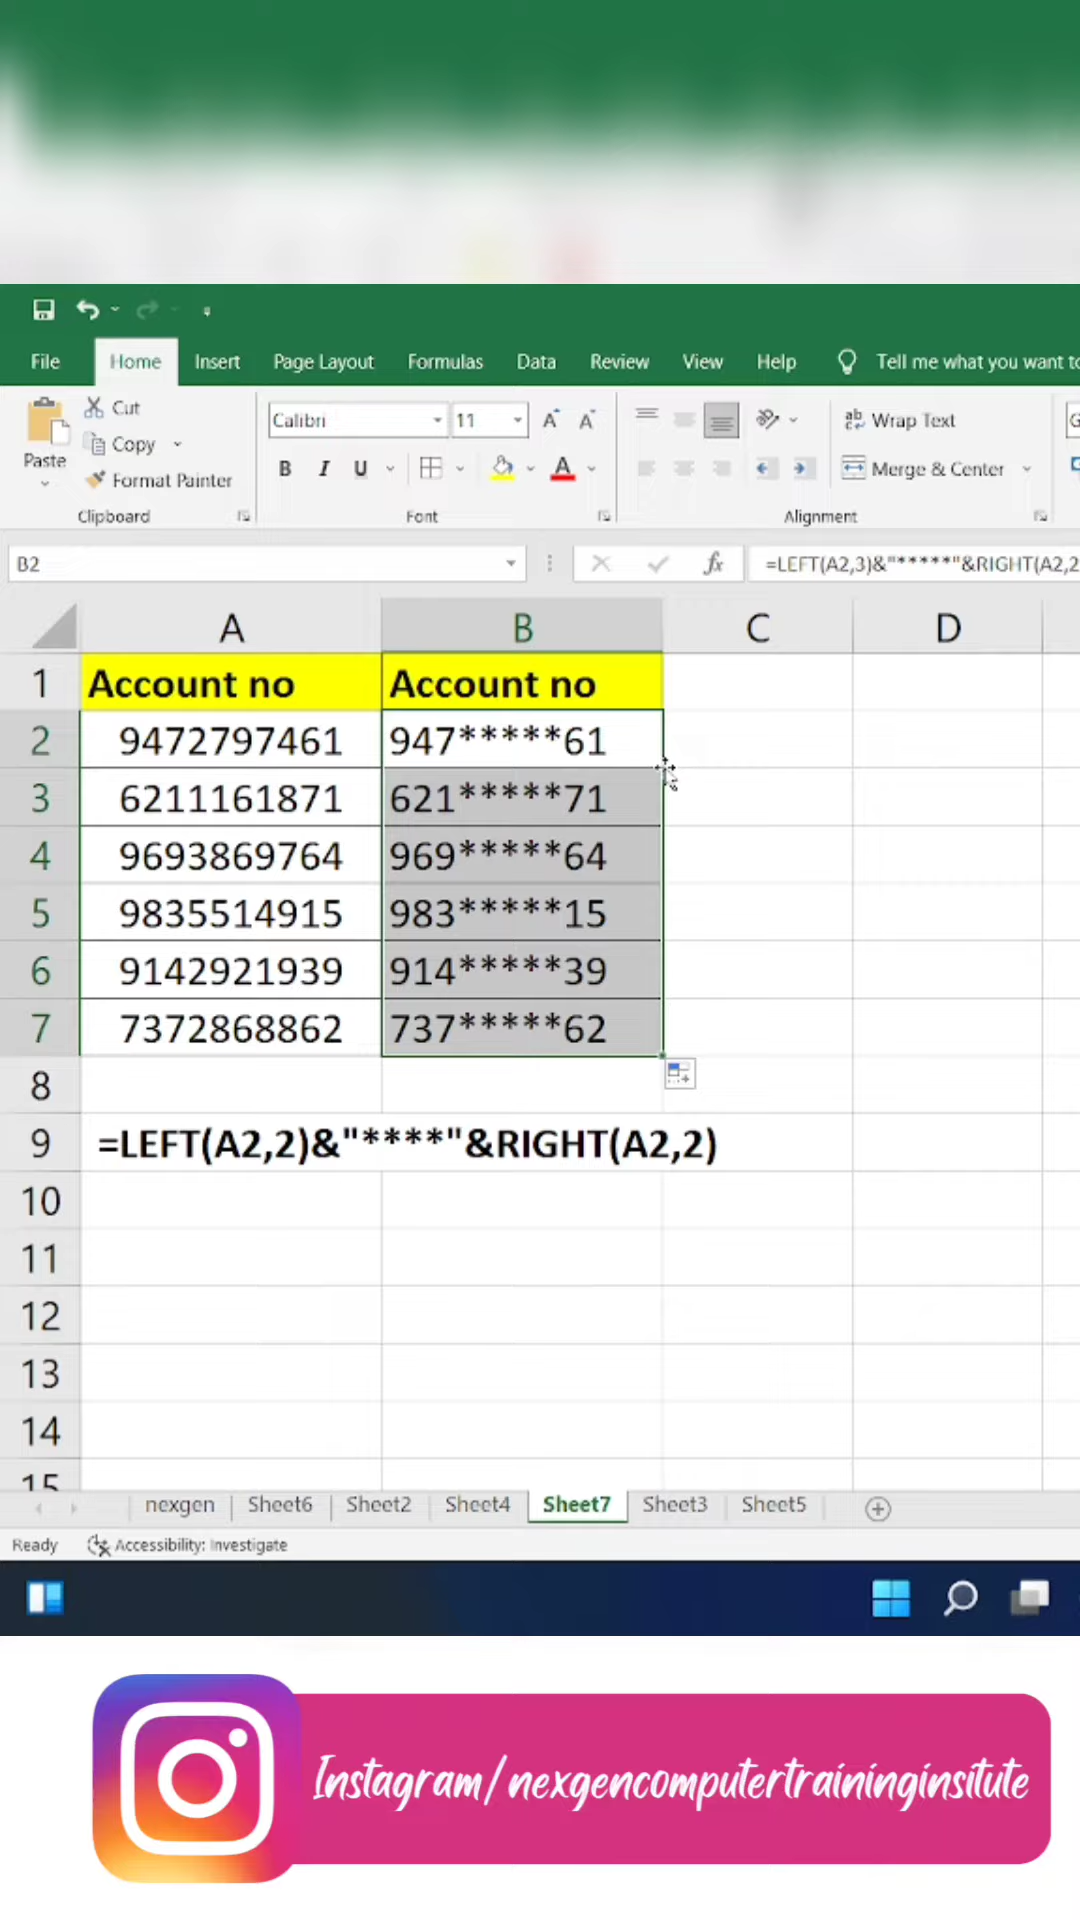 File Home Insert Page Layout Formulas Data Review View Help Tell me what you want to
Paste
Cut
Copy
Format Painter
Clipboard
Calibri 11
B I U
Font
ab Wrap Text
Merge & Center
Alignment
B2 fx =LEFT(A2,3)&"*****"&RIGHT(A2,2
A B C D
1 Account no Account no
2 9472797461 947*****61
3 6211161871 621*****71
4 9693869764 969*****64
5 9835514915 983*****15
6 9142921939 914*****39
7 7372868862 737*****62
8
9 =LEFT(A2,2)&"****"&RIGHT(A2,2)
10
11
12
13
14
15
nexgen Sheet6 Sheet2 Sheet4 Sheet7 Sheet3 Sheet5
Ready Accessibility: Investigate
Instagram/nexgencomputertraininginsitute